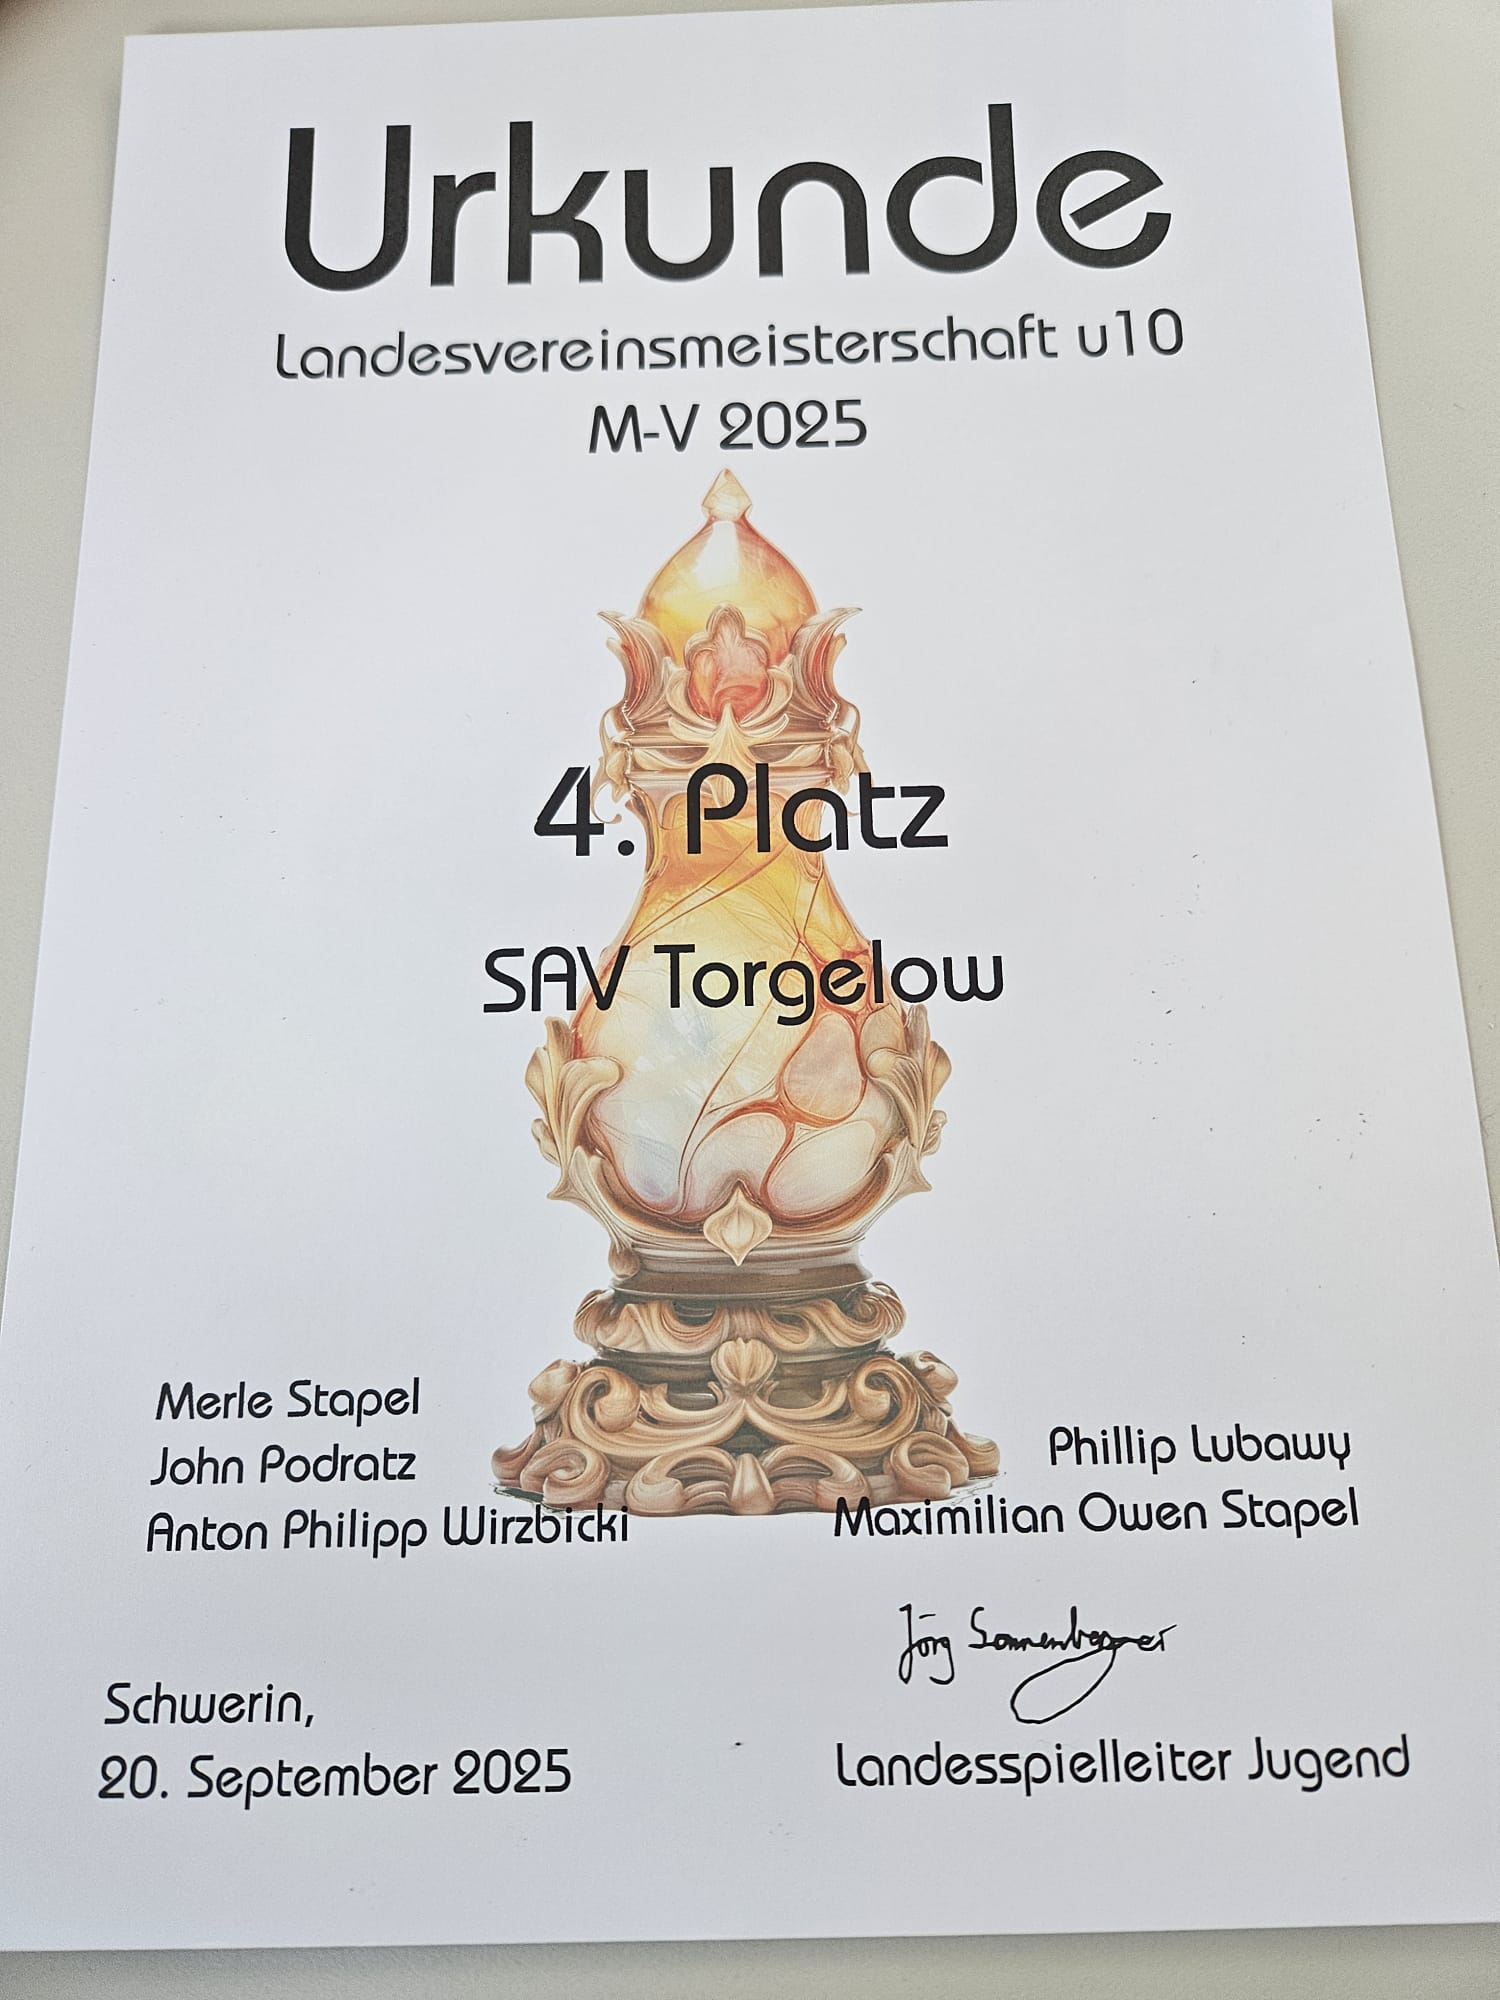 Urkunde
Landesvereinsmeisterschaft u10
M-V 2025
4. Platz
SAV Torgelow
Merle Stapel
John Podratz
Anton Philipp Wirzbicki
Phillip Lubawy
Maximilian Owen Stapel
Jörg Sonnenberger
Schwerin,
20. September 2025
Landesspielleiter Jugend